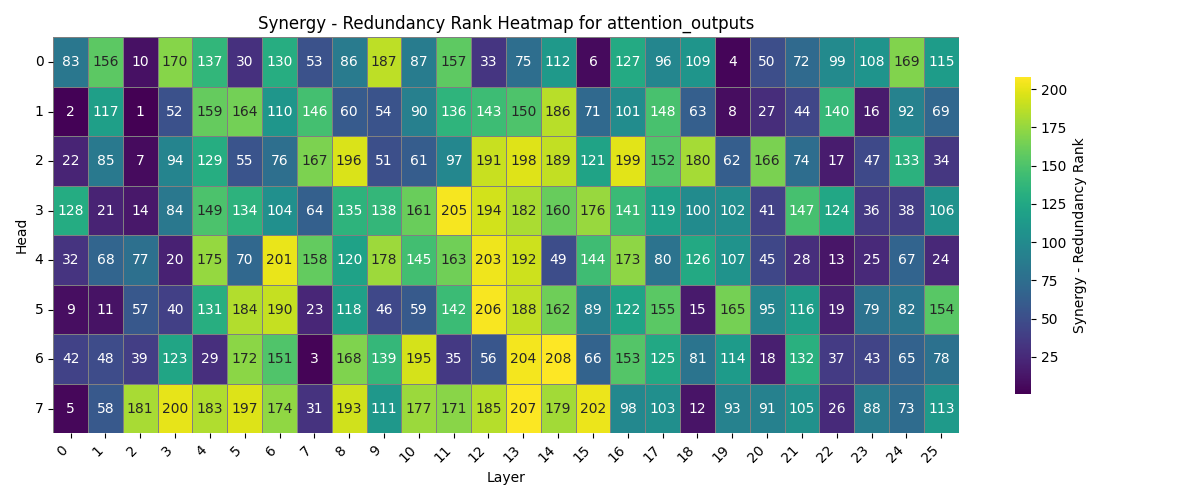 Synergy - Redundancy Rank Heatmap for attention_outputs
0 83 156 10 170 137 30 130 53 86 187 87 157 33 75 112 6 127 96 109 4 50 72 99 108 169 115
1 2 117 1 52 159 164 110 146 60 54 90 136 143 150 186 71 101 148 63 8 27 44 140 16 92 69
2 22 85 7 94 129 55 76 167 196 51 61 97 191 198 189 121 199 152 180 62 166 74 17 47 133 34
3 128 21 14 84 149 134 104 64 135 138 161 205 194 182 160 176 141 119 100 102 41 147 124 36 38 106
4 32 68 77 20 175 70 201 158 120 178 145 163 203 192 49 144 173 80 126 107 45 28 13 25 67 24
5 9 11 57 40 131 184 190 23 118 46 59 142 206 188 162 89 122 155 15 165 95 116 19 79 82 154
6 42 48 39 123 29 172 151 3 168 139 195 35 56 204 208 66 153 125 81 114 18 132 37 43 65 78
7 5 58 181 200 183 197 174 31 193 111 177 171 185 207 179 202 98 103 12 93 91 105 26 88 73 113
0 1 2 3 4 5 6 7 8 9 10 11 12 13 14 15 16 17 18 19 20 21 22 23 24 25
Layer
Head
200
175
150
125
100
75
50
25
Synergy - Redundancy Rank